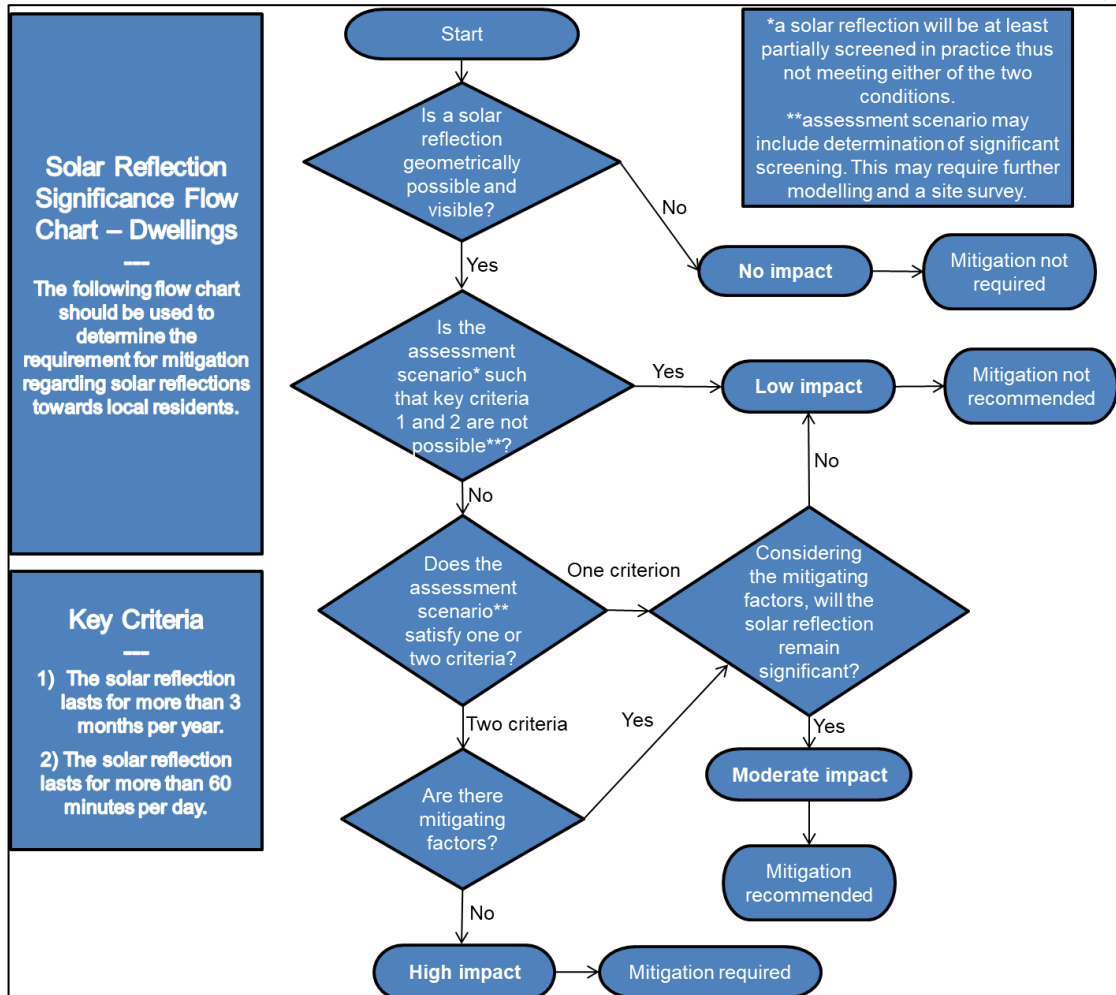 Solar Reflection
Significance Flow
Chart – Dwellings
---
The following flow chart
should be used to
determine the
requirement for mitigation
regarding solar reflections
towards local residents.
Key Criteria
---
1) The solar reflection
lasts for more than 3
months per year.
2) The solar reflection
lasts for more than 60
minutes per day.
Start
*a solar reflection will be at least
partially screened in practice thus
not meeting either of the two
conditions.
**assessment scenario may
include determination of significant
screening. This may require further
modelling and a site survey.
Is a solar
reflection
geometrically
possible and
visible?
No
No impact
Mitigation not
required
Yes
Is the
assessment
scenario* such
that key criteria
1 and 2 are not
possible**?
Yes
Low impact
Mitigation not
recommended
No
No
Does the
assessment
scenario**
satisfy one or
two criteria?
One criterion
Considering
the mitigating
factors, will the
solar reflection
remain
significant?
Two criteria
Yes
Yes
Are there
mitigating
factors?
Moderate impact
Mitigation
recommended
No
High impact
Mitigation required